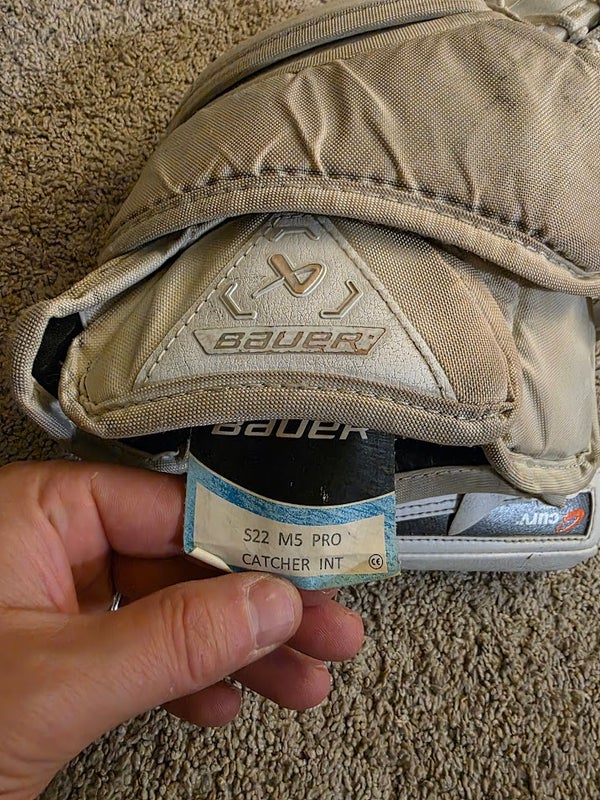 BAUER
BAUER
S22 M5 PRO
CATCHER INT
CE
curv